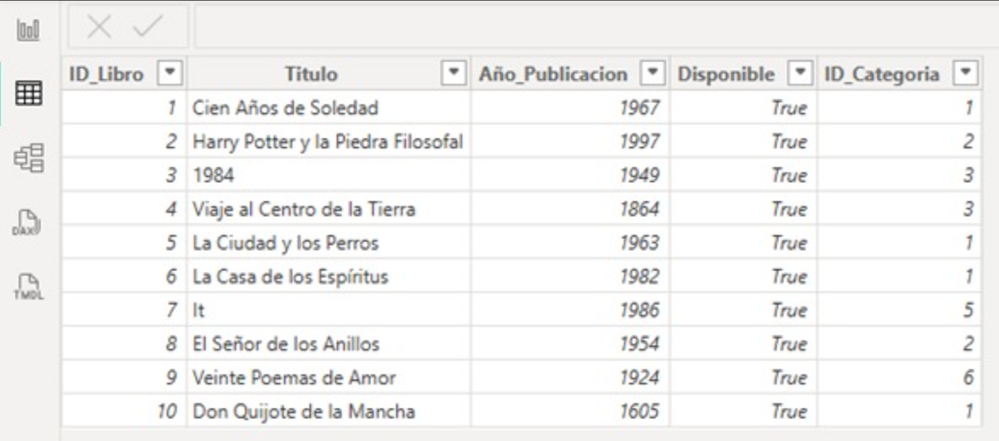 ID_Libro Titulo Año_Publicacion Disponible ID_Categoria
1 Cien Años de Soledad 1967 True 1
2 Harry Potter y la Piedra Filosofal 1997 True 2
3 1984 1949 True 3
4 Viaje al Centro de la Tierra 1864 True 3
5 La Ciudad y los Perros 1963 True 1
6 La Casa de los Espíritus 1982 True 1
7 It 1986 True 5
8 El Señor de los Anillos 1954 True 2
9 Veinte Poemas de Amor 1924 True 6
10 Don Quijote de la Mancha 1605 True 1
DAX
TMDL